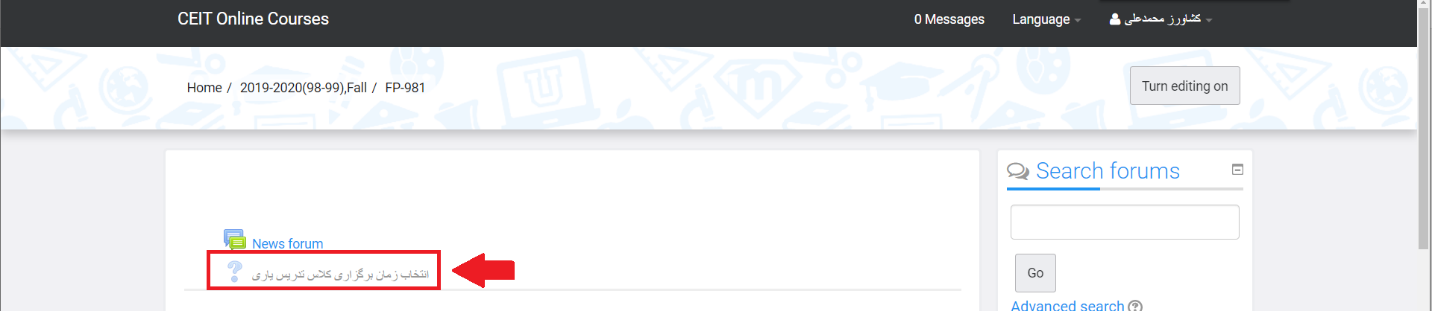 CEIT Online Courses
0 Messages
Language
کشاورز محمدعلی
Home / 2019-2020(98-99),Fall / FP-981
Turn editing on
News forum
انتخاب زمان برگزاری کلاس تدریس یاری
Search forums
Go
Advanced search